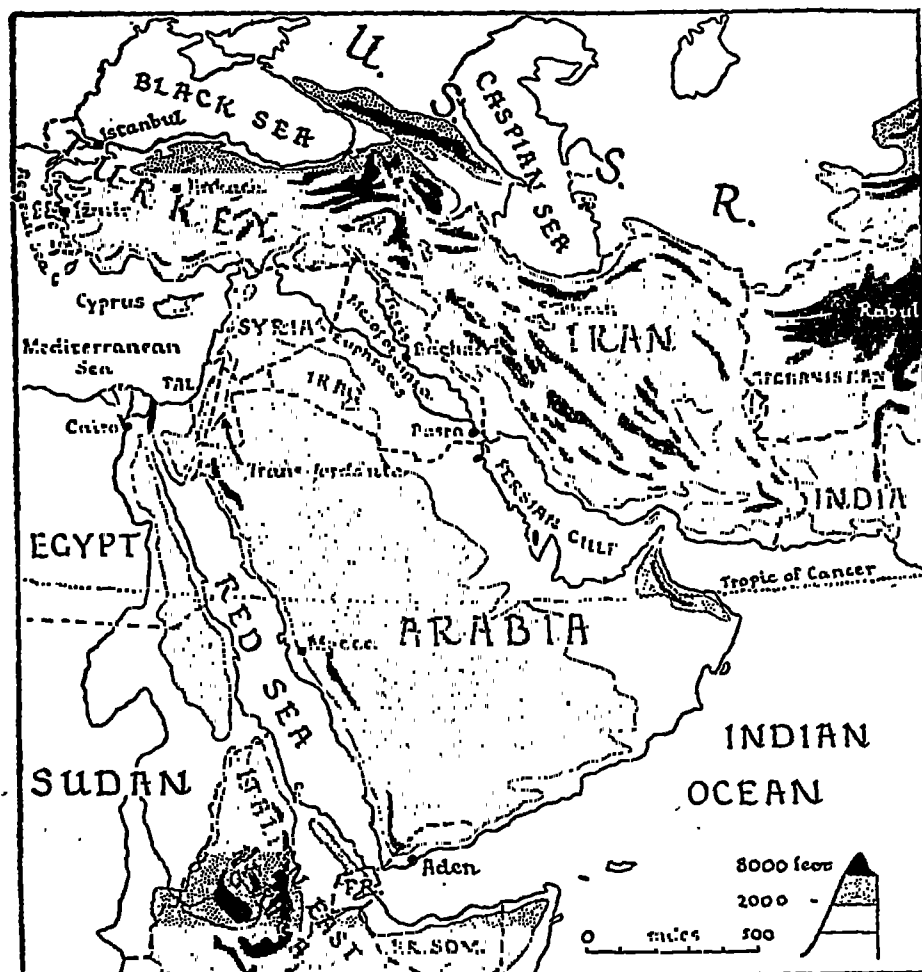 U. S. S. R.
BLACK SEA
CASPIAN SEA
Istanbul
TURKEY
Cyprus
SYRIA
IRAN
Kabul
Mediterranean
Sea
Euphrates
AFGHANISTAN
IRAQ
Cairo
Basra
Trans-Jordania
PERSIAN GULF
INDIA
EGYPT
Tropic of Cancer
RED SEA
ARABIA
Mecca
INDIAN
OCEAN
SUDAN
Aden
FR.
BR. SOM.
8000 feet
2000
500
0 miles